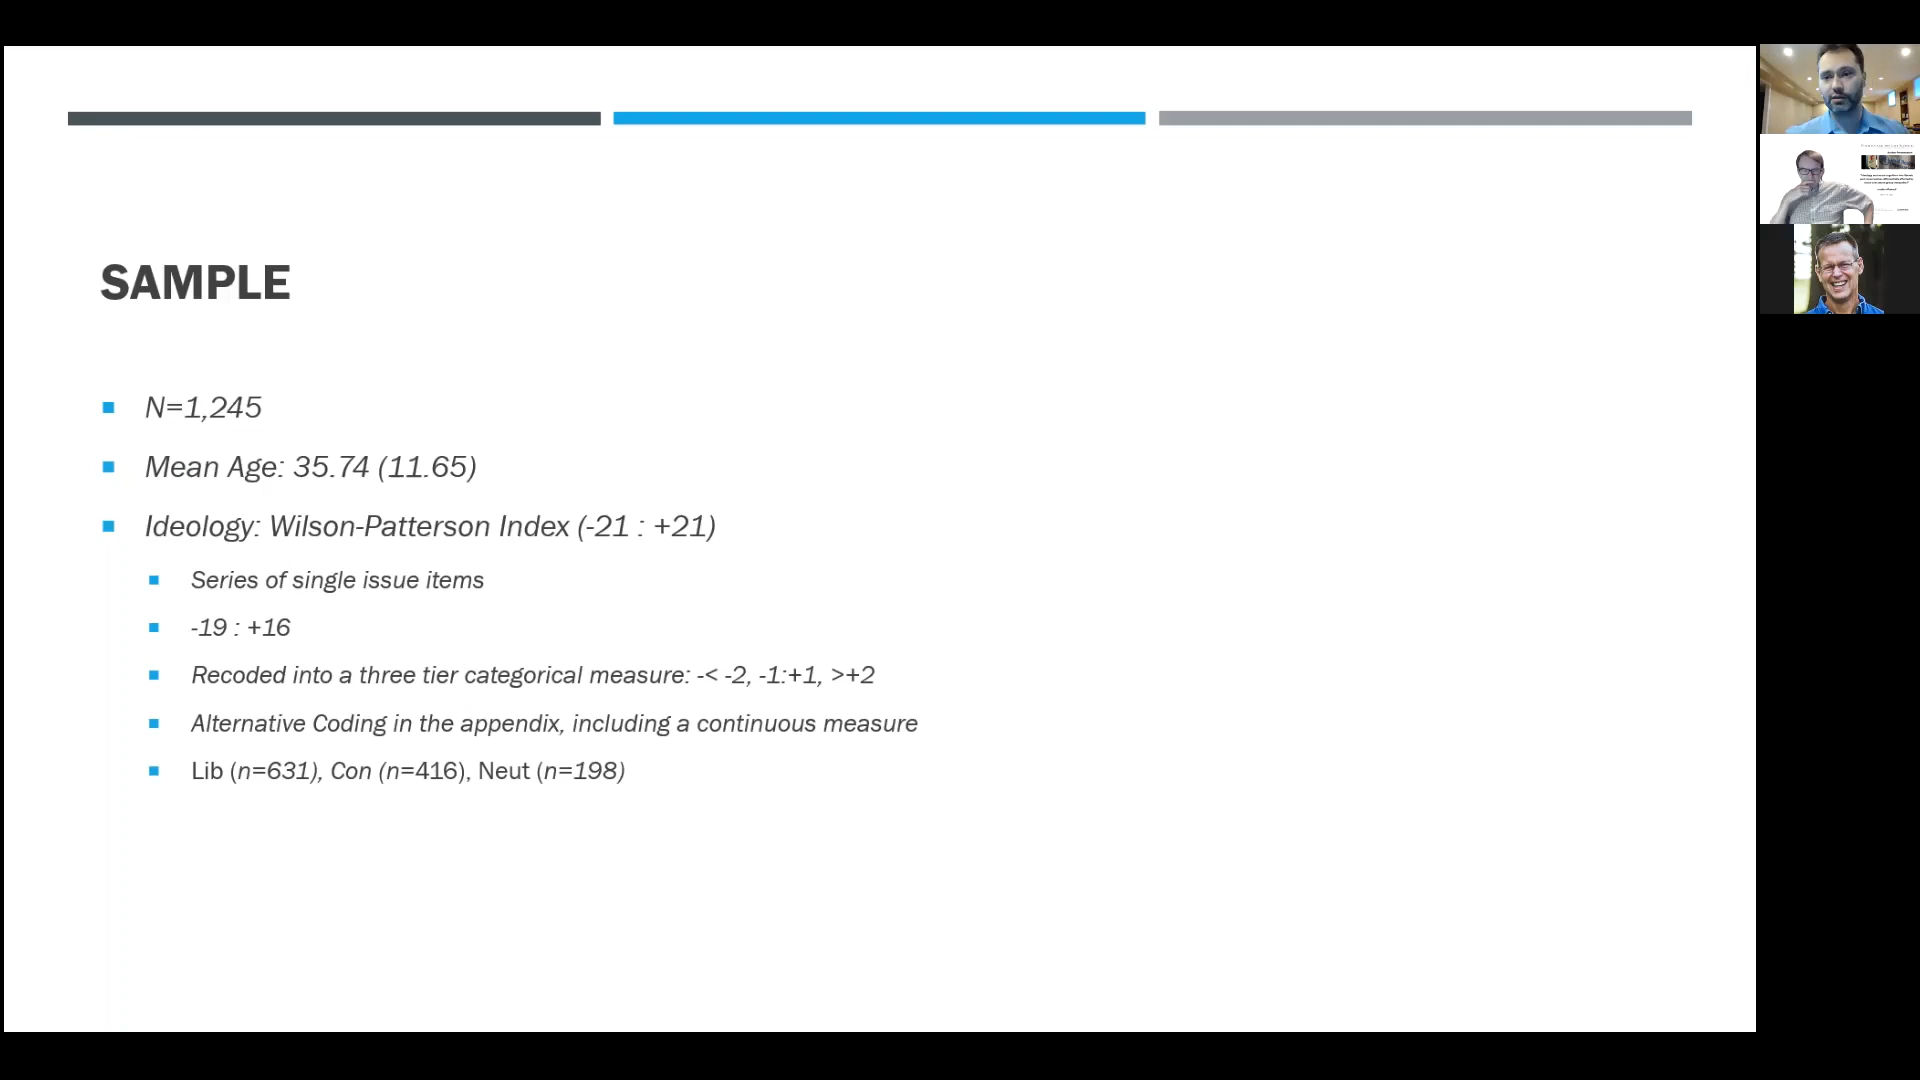 SAMPLE
N=1,245
Mean Age: 35.74 (11.65)
Ideology: Wilson-Patterson Index (-21 : +21)
Series of single issue items
-19 : +16
Recoded into a three tier categorical measure: -< -2, -1:+1, >+2
Alternative Coding in the appendix, including a continuous measure
Lib (n=631), Con (n=416), Neut (n=198)